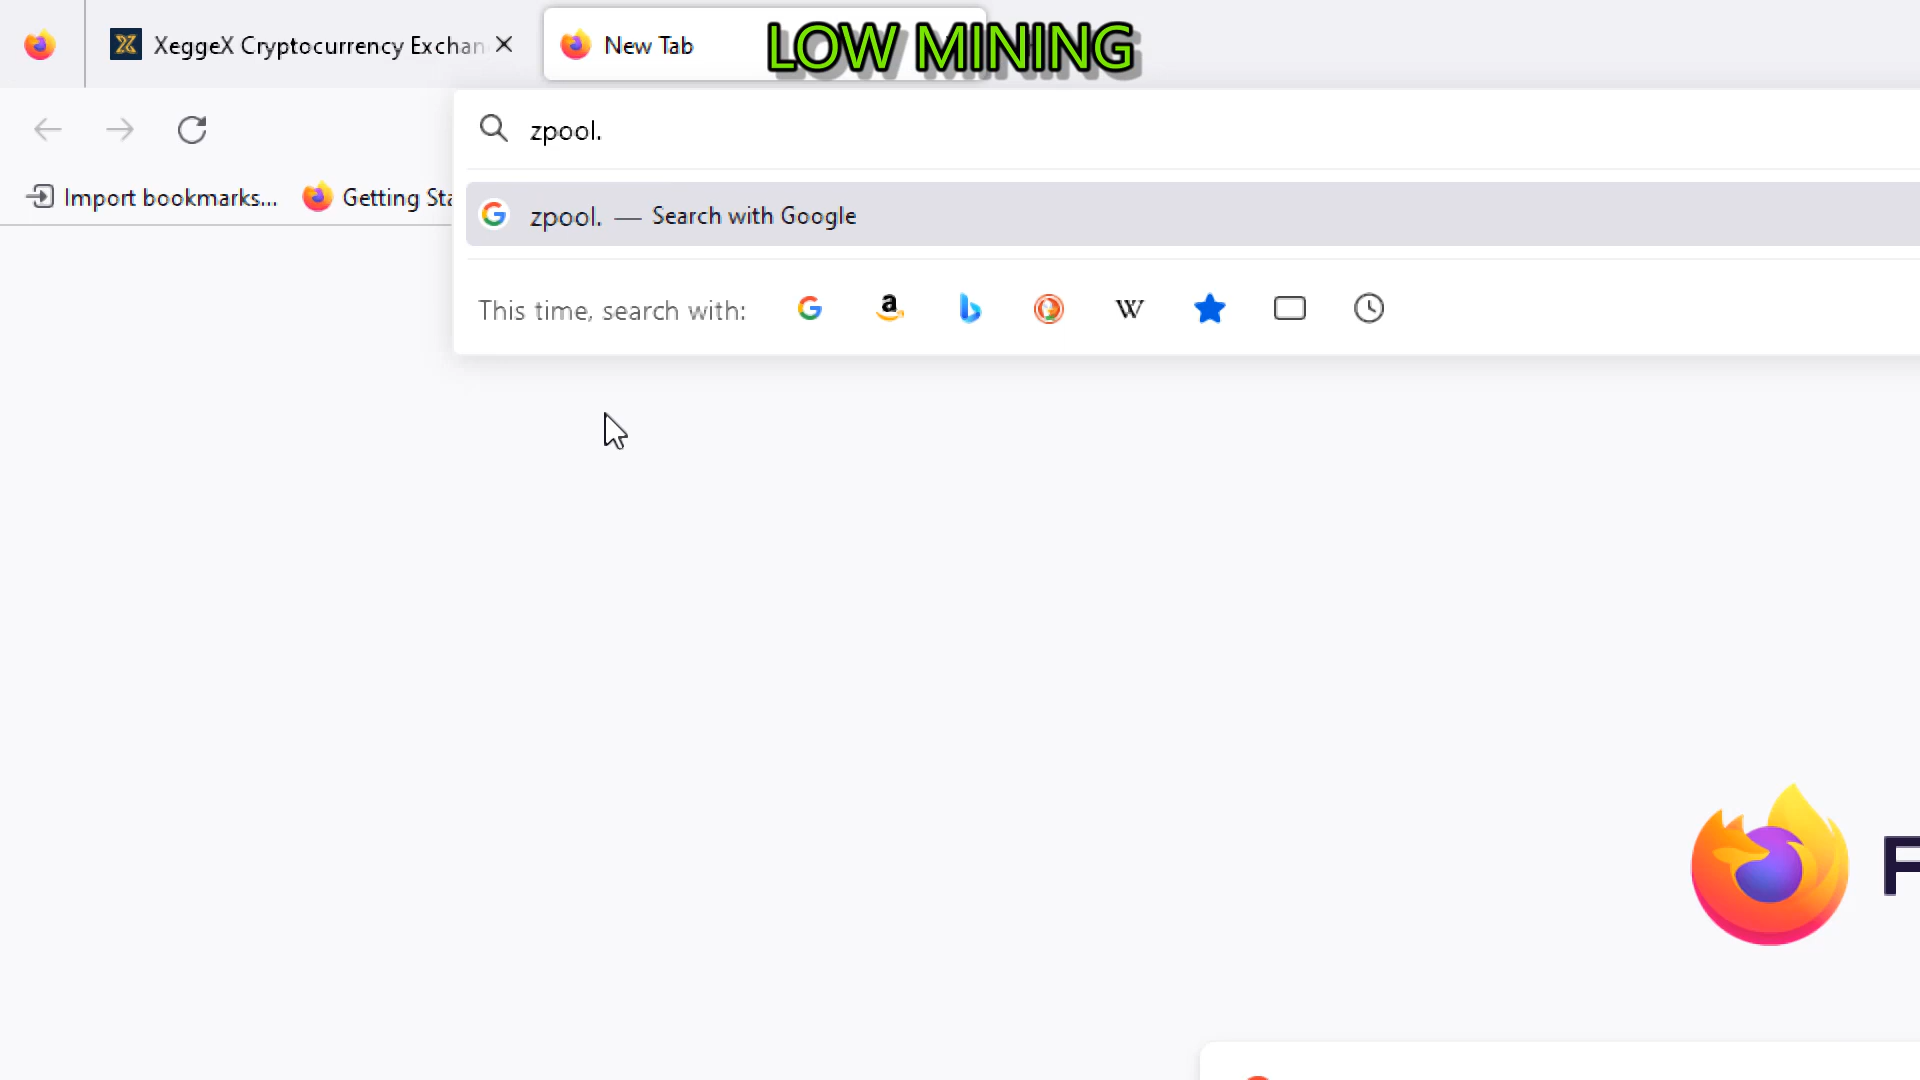 XeggeX Cryptocurrency Exchan
New Tab
LOW MINING
zpool.
Import bookmarks...
Getting Sta
zpool. — Search with Google
This time, search with:
F